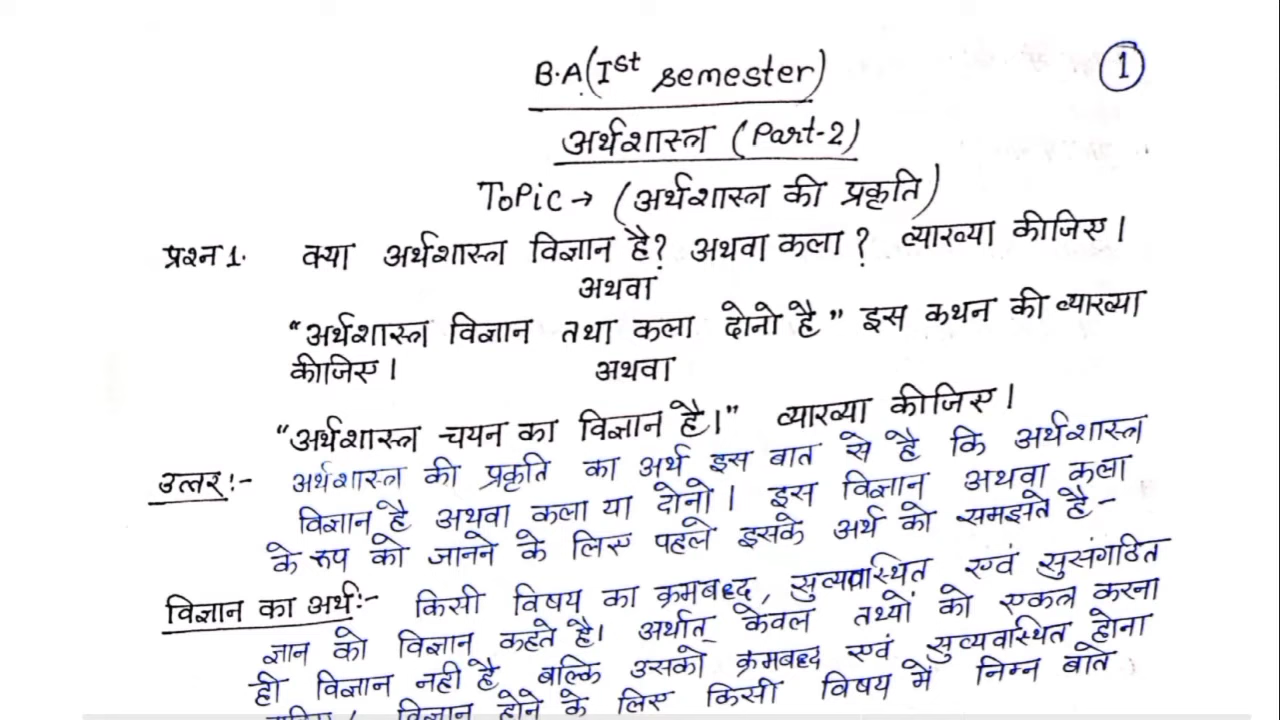 1
B.A(Ist semester)
अर्थशास्त्र (Part-2)
Topic → (अर्थशास्त्र की प्रकृति)
प्रश्न 1. क्या अर्थशास्त्र विज्ञान है? अथवा कला? व्याख्या कीजिए।
अथवा
“अर्थशास्त्र विज्ञान तथा कला दोनो है” इस कथन की व्याख्या
कीजिए। अथवा
“अर्थशास्त्र चयन का विज्ञान है।” व्याख्या कीजिए।
उत्तर:- अर्थशास्त्र की प्रकृति का अर्थ इस बात से है कि अर्थशास्त्र
विज्ञान है अथवा कला या दोनो। इस विज्ञान अथवा कला
के रूप को जानने के लिए पहले इसके अर्थ को समझते है-
विज्ञान का अर्थ:- किसी विषय का क्रमबद्द, सुव्यवस्थित एवं सुसंगठित
ज्ञान को विज्ञान कहते है। अर्थात् केवल तथ्यों को एकत्र करना
ही विज्ञान नही है बल्कि उसको क्रमबद्द एवं सुव्यवस्थित होना
चाहिए। विज्ञान होने के लिए किसी विषय में निम्न बाते